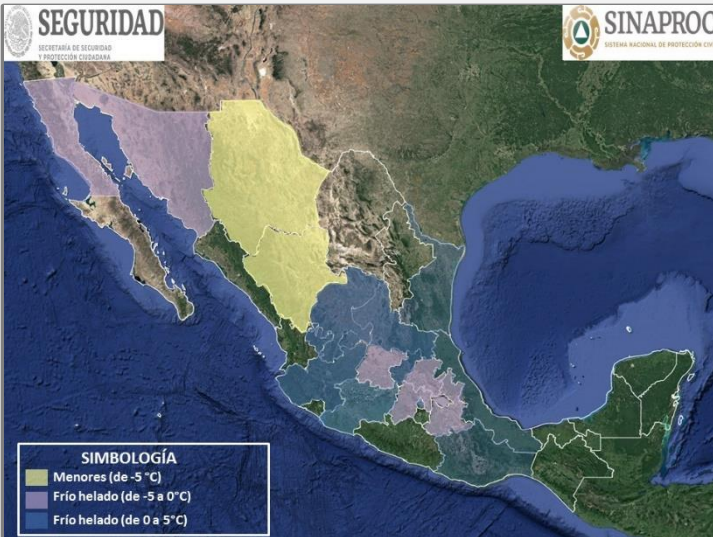 SEGURIDAD
SECRETARÍA DE SEGURIDAD
Y PROTECCIÓN CIUDADANA
SINAPROC
SISTEMA NACIONAL DE PROTECCIÓN CIV
SIMBOLOGÍA
Menores (de -5 °C)
Frío helado (de -5 a 0°C)
Frío helado (de 0 a 5°C)